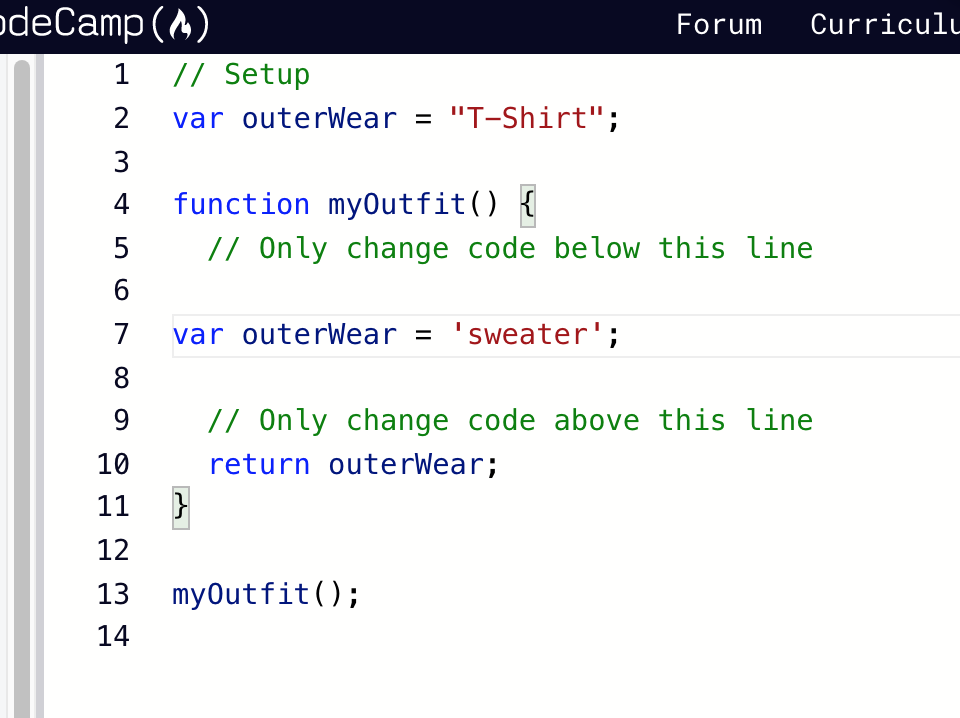 odeCamp(🔥) Forum Curriculu
1 // Setup
2 var outerWear = "T-Shirt";
3
4 function myOutfit() {
5 // Only change code below this line
6
7 var outerWear = 'sweater';
8
9 // Only change code above this line
10 return outerWear;
11 }
12
13 myOutfit();
14